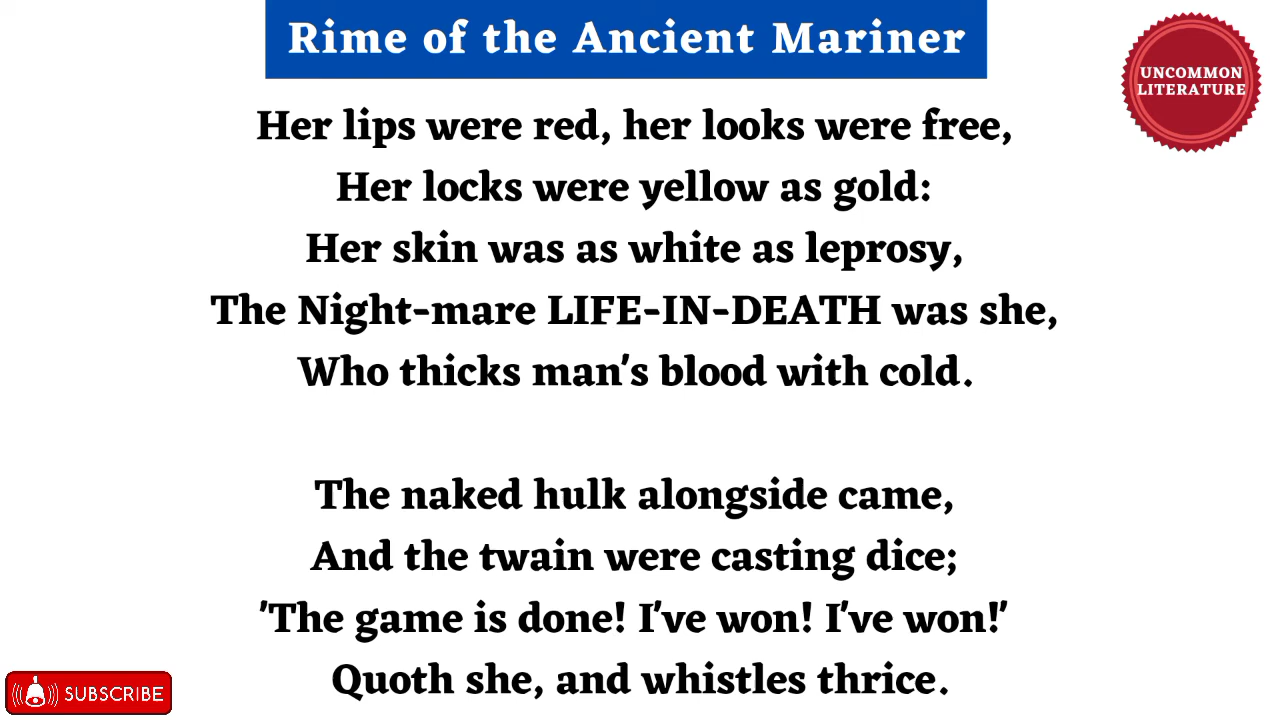 Rime of the Ancient Mariner
UNCOMMON
LITERATURE
Her lips were red, her looks were free,
Her locks were yellow as gold:
Her skin was as white as leprosy,
The Night-mare LIFE-IN-DEATH was she,
Who thicks man's blood with cold.
The naked hulk alongside came,
And the twain were casting dice;
'The game is done! I've won! I've won!'
Quoth she, and whistles thrice.
SUBSCRIBE